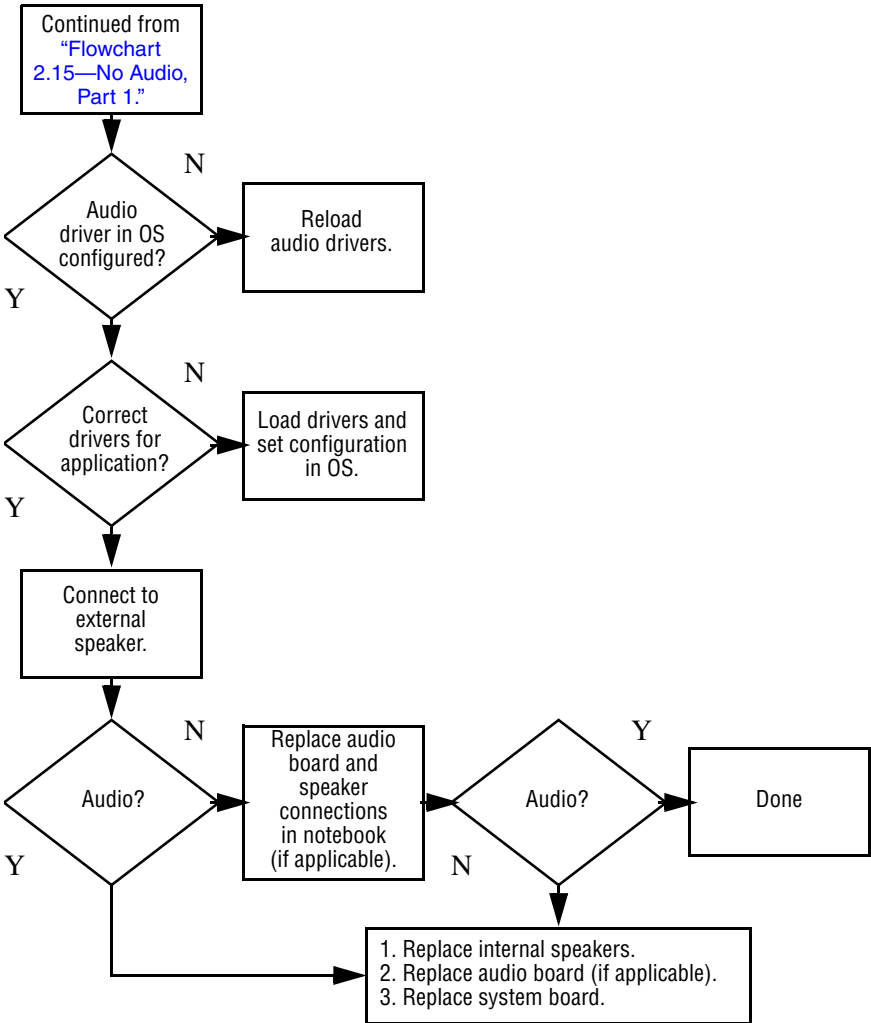 Continued from
“Flowchart
2.15—No Audio,
Part 1.”
N
Audio
driver in OS
configured?
Reload
audio drivers.
Y
N
Correct
drivers for
application?
Load drivers and
set configuration
in OS.
Y
Connect to
external
speaker.
N
Audio?
Y
Replace audio
board and
speaker
connections
in notebook
(if applicable).
Y
Audio?
N
Done
1. Replace internal speakers.
2. Replace audio board (if applicable).
3. Replace system board.